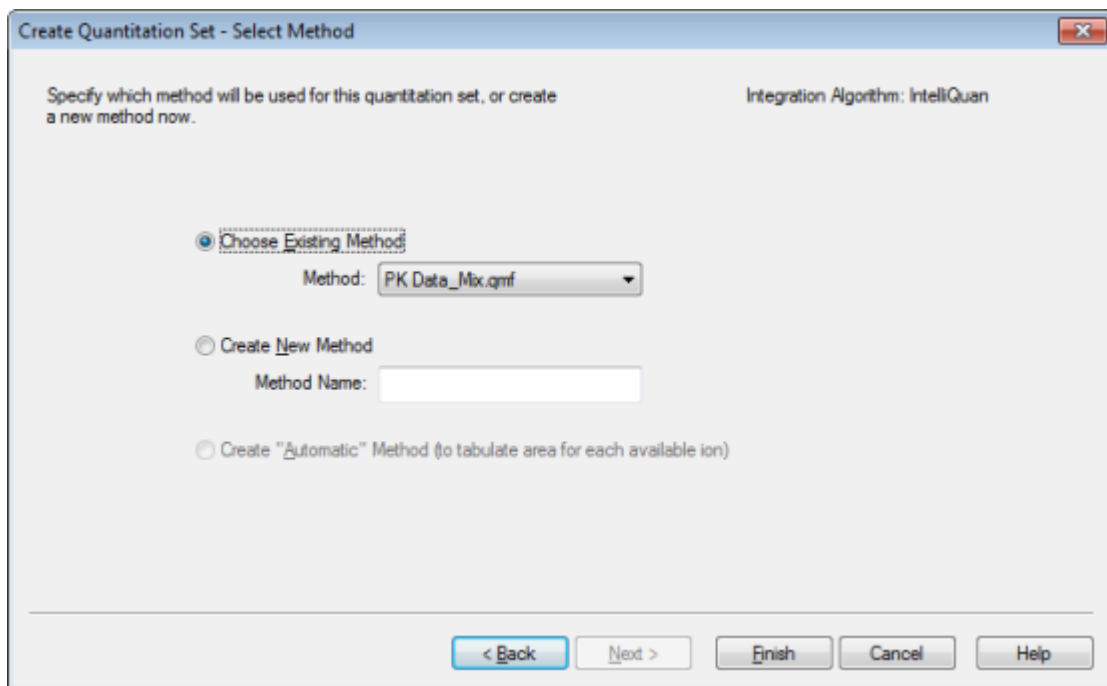 Create Quantitation Set - Select Method
Specify which method will be used for this quantitation set, or create
a new method now.
Integration Algorithm: IntelliQuan
Choose Existing Method
Method: PK Data_Mix.qmf
Create New Method
Method Name:
Create "Automatic" Method (to tabulate area for each available ion)
< Back Next > Finish Cancel Help